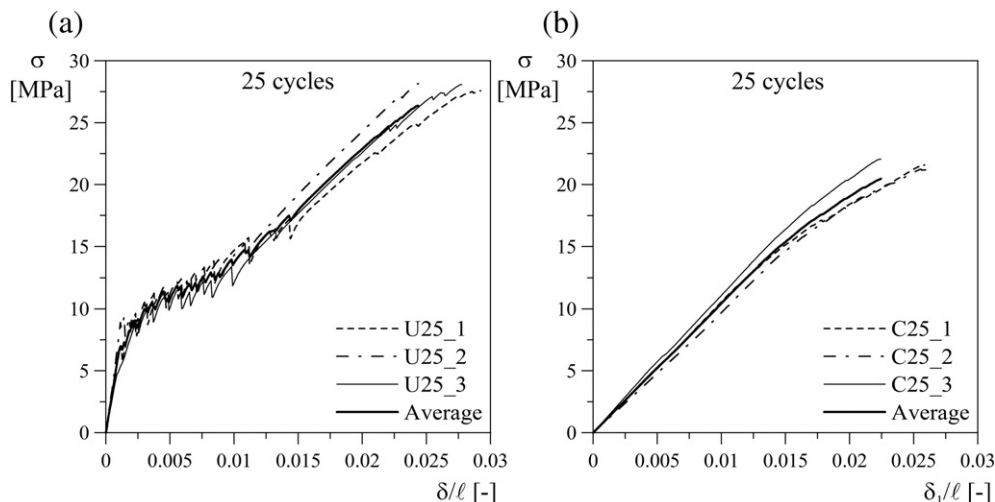 (a)
σ
[MPa]
25 cycles
30
25
20
15
10
5
0
U25_1
U25_2
U25_3
Average
0 0.005 0.01 0.015 0.02 0.025 0.03
δ/ℓ [-]
(b)
σ
[MPa]
25 cycles
30
25
20
15
10
5
0
C25_1
C25_2
C25_3
Average
0 0.005 0.01 0.015 0.02 0.025 0.03
δ₁/ℓ [-]